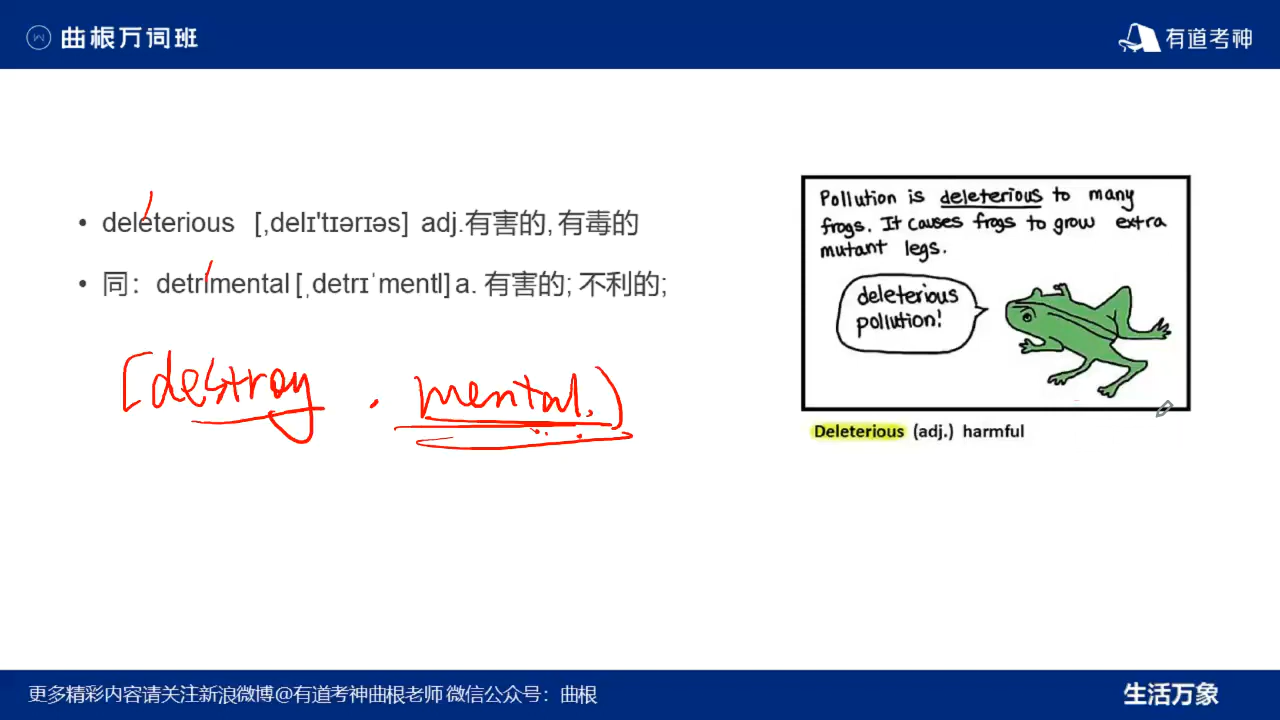 曲根万词班
有道考神
• deleterious [ˌdelɪ'tɪərɪəs] adj.有害的, 有毒的
• 同：detrimental [ˌdetrɪˈmentl] a. 有害的; 不利的;
[destroy . mental.)
Pollution is deleterious to many
frogs. It causes frogs to grow extra
mutant legs.
deleterious
pollution!
Deleterious (adj.) harmful
更多精彩内容请关注新浪微博@有道考神曲根老师 微信公众号：曲根
生活万象